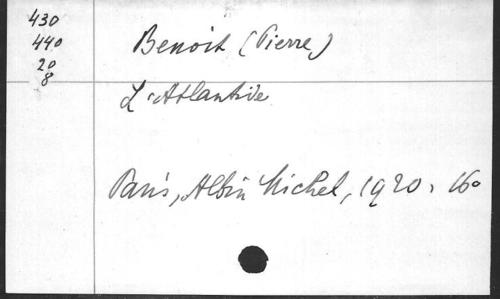 430
440
20
8
Benoit (Pierre)
L'Atlantide
Paris, Albin Michel, 1920, 16°